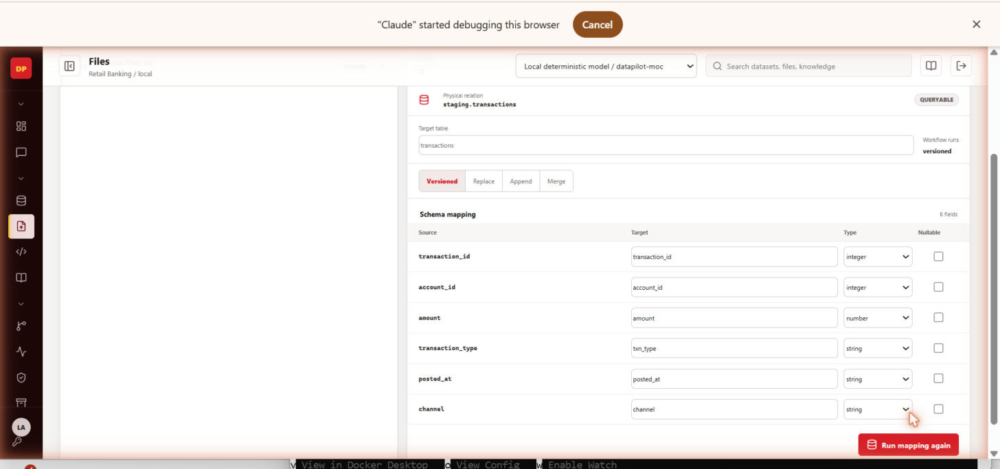 "Claude" started debugging this browser
Cancel
DP
Files
Retail Banking / local
Local deterministic model / datapilot-moc
Search datasets, files, knowledge
Physical relation
staging.transactions
QUERYABLE
Target table
transactions
Workflow runs
versioned
Versioned
Replace
Append
Merge
Schema mapping
6 fields
Source
Target
Type
Nullable
transaction_id
transaction_id
integer
account_id
account_id
integer
amount
amount
number
transaction_type
txn_type
string
posted_at
posted_at
string
channel
channel
string
LA
Run mapping again
v View in Docker Desktop
o View Config
w Enable Watch